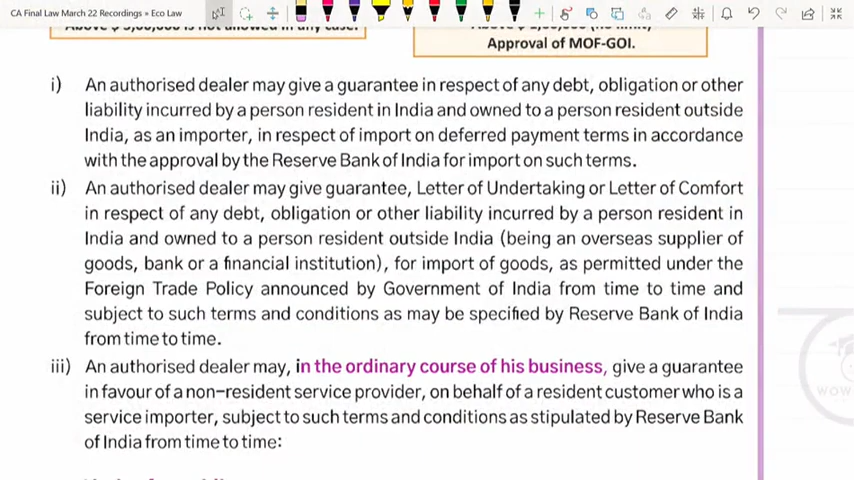 CA Final Law March 22 Recordings » Eco Law
Approval of MOF-GOI.
i) An authorised dealer may give a guarantee in respect of any debt, obligation or other
liability incurred by a person resident in India and owned to a person resident outside
India, as an importer, in respect of import on deferred payment terms in accordance
with the approval by the Reserve Bank of India for import on such terms.
ii) An authorised dealer may give guarantee, Letter of Undertaking or Letter of Comfort
in respect of any debt, obligation or other liability incurred by a person resident in
India and owned to a person resident outside India (being an overseas supplier of
goods, bank or a financial institution), for import of goods, as permitted under the
Foreign Trade Policy announced by Government of India from time to time and
subject to such terms and conditions as may be specified by Reserve Bank of India
from time to time.
iii) An authorised dealer may, in the ordinary course of his business, give a guarantee
in favour of a non-resident service provider, on behalf of a resident customer who is a
service importer, subject to such terms and conditions as stipulated by Reserve Bank
of India from time to time:
WOW